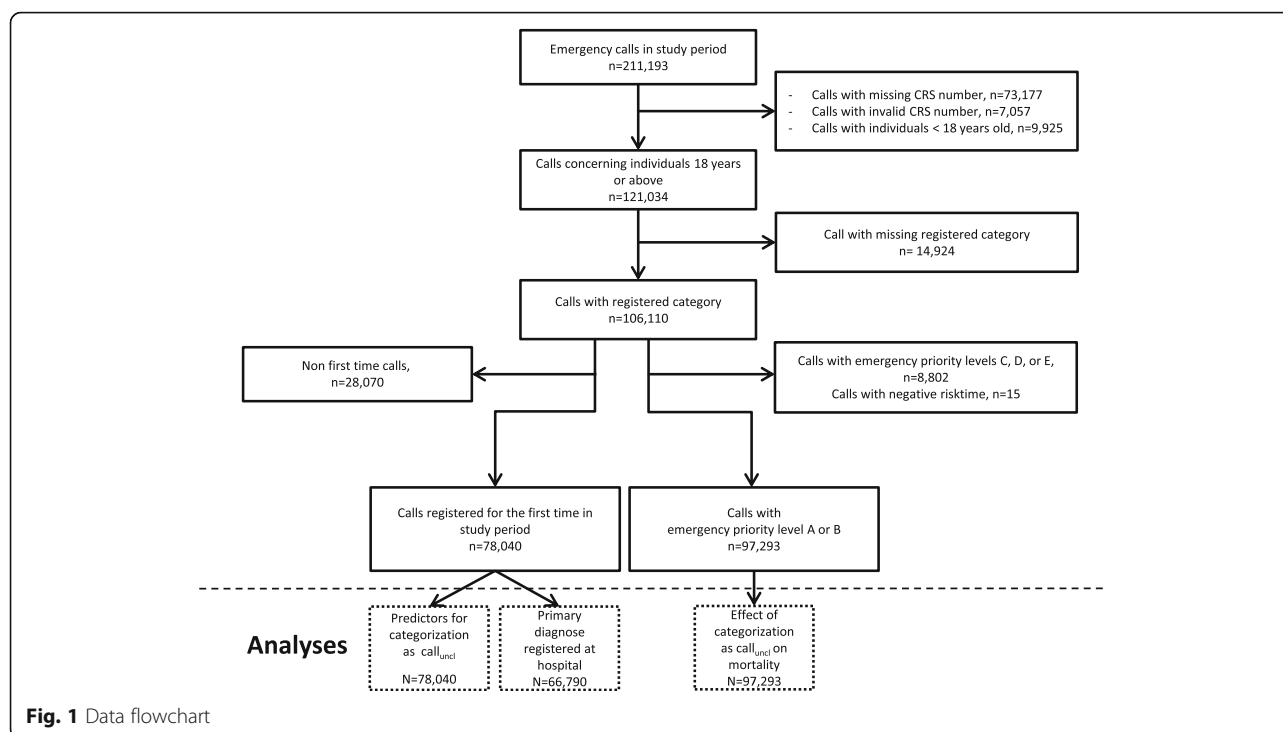 Emergency calls in study period
n=211,193
- Calls with missing CRS number, n=73,177
- Calls with invalid CRS number, n=7,057
- Calls with individuals < 18 years old, n=9,925
Calls concerning individuals 18 years
or above
n=121,034
Call with missing registered category
n= 14,924
Calls with registered category
n=106,110
Non first time calls,
n=28,070
Calls with emergency priority levels C, D, or E,
n=8,802
Calls with negative risktime, n=15
Calls registered for the first time in
study period
n=78,040
Calls with
emergency priority level A or B
n=97,293
Analyses
Predictors for
categorization
as call_uncl
N=78,040
Primary
diagnose
registered at
hospital
N=66,790
Effect of
categorization
as call_uncl on
mortality
N=97,293
Fig. 1 Data flowchart